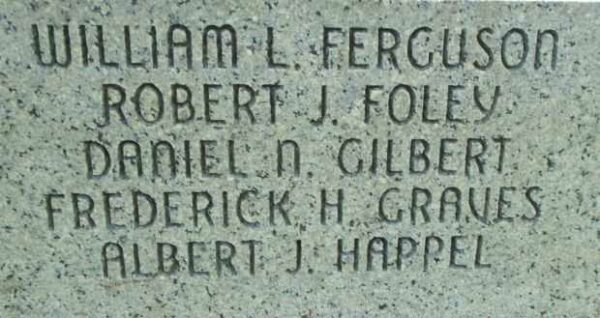 WILLIAM L. FERGUSON
ROBERT J. FOLEY
DANIEL N. GILBERT
FREDERICK H. GRAVES
ALBERT J. HAPPEL